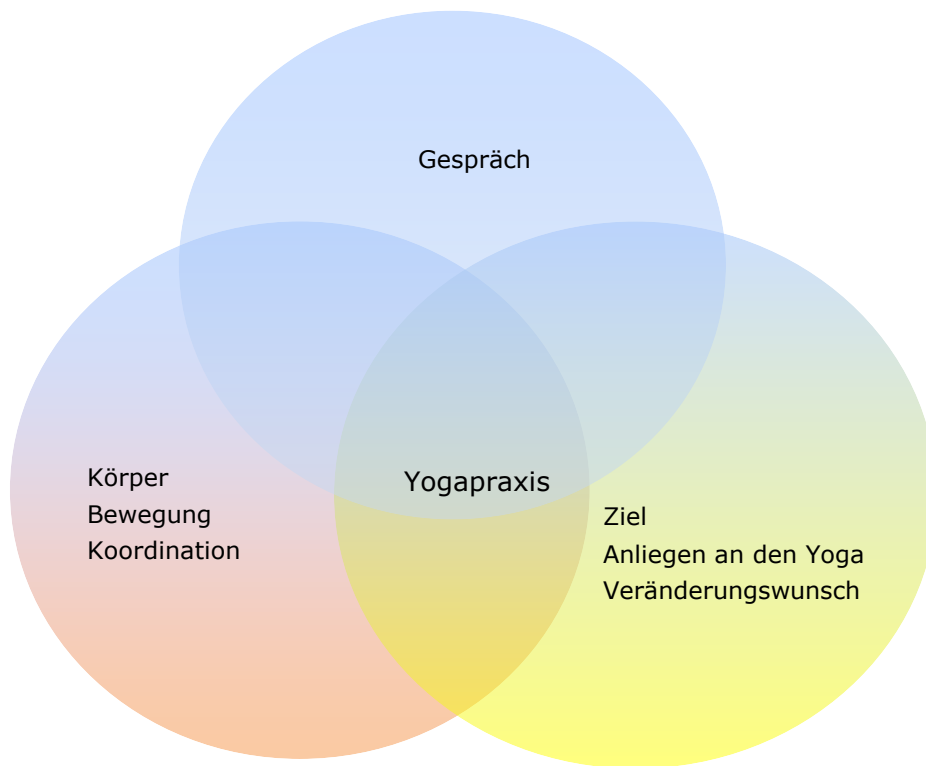 Gespräch
Körper
Bewegung
Koordination
Yogapraxis
Ziel
Anliegen an den Yoga
Veränderungswunsch